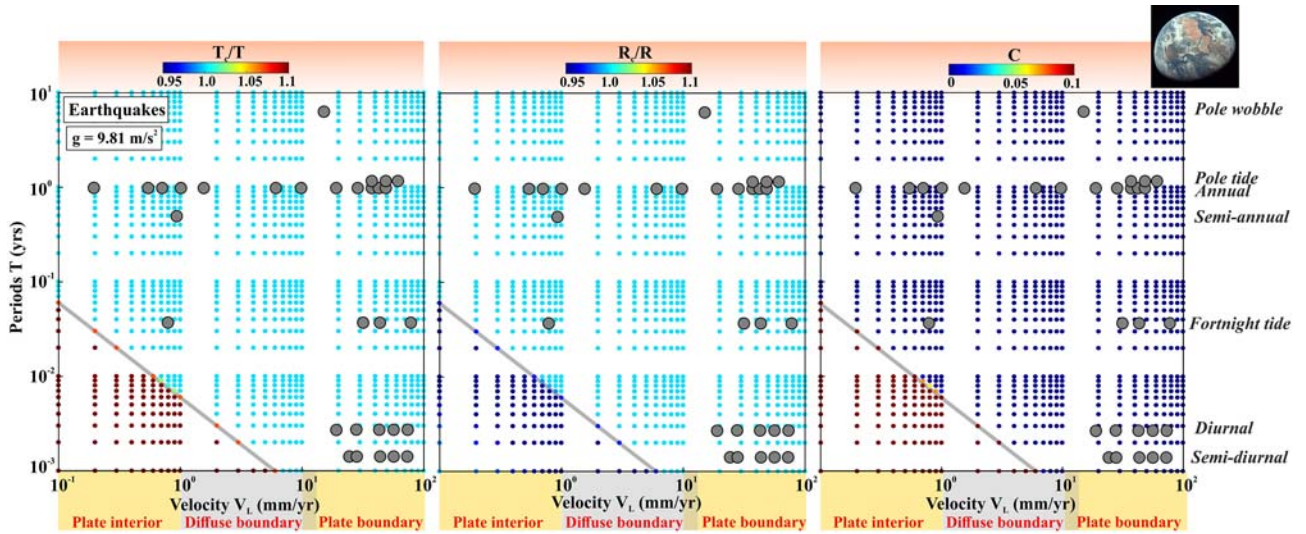 T_c/T
R_c/R
C
0.95 1.0 1.05 1.1
0.95 1.0 1.05 1.1
0 0.05 0.1
Earthquakes
g = 9.81 m/s²
10¹
10⁰
10⁻¹
10⁻²
10⁻³
Periods T (yrs)
Pole wobble
Pole tide
Annual
Semi-annual
Fortnight tide
Diurnal
Semi-diurnal
10⁻¹ 10⁰ 10¹ 10² 10⁰ 10¹ 10² 10⁰ 10¹ 10²
Velocity V_L (mm/yr) Velocity V_L (mm/yr) Velocity V_L (mm/yr)
Plate interior Diffuse boundary Plate boundary Plate interior Diffuse boundary Plate boundary Plate interior Diffuse boundary Plate boundary